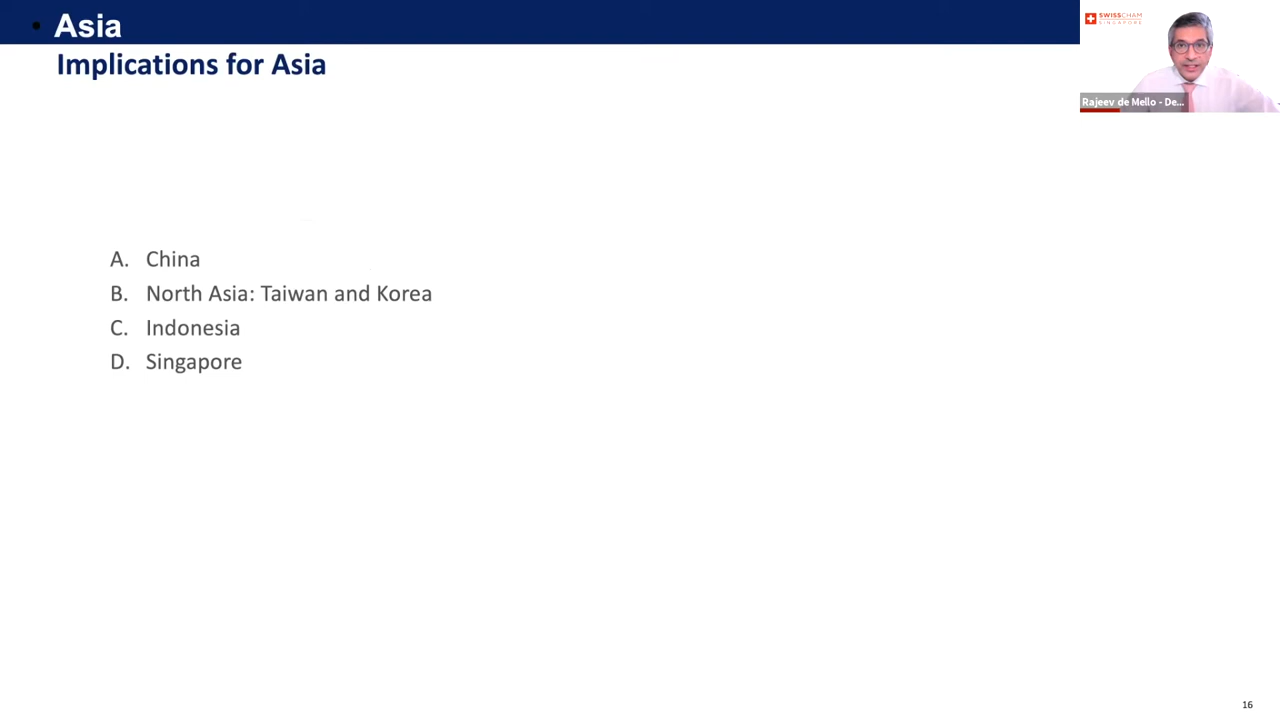 • Asia
Implications for Asia
SWISSCHAM
SINGAPORE
Rajeev de Mello - De...
A. China
B. North Asia: Taiwan and Korea
C. Indonesia
D. Singapore
16